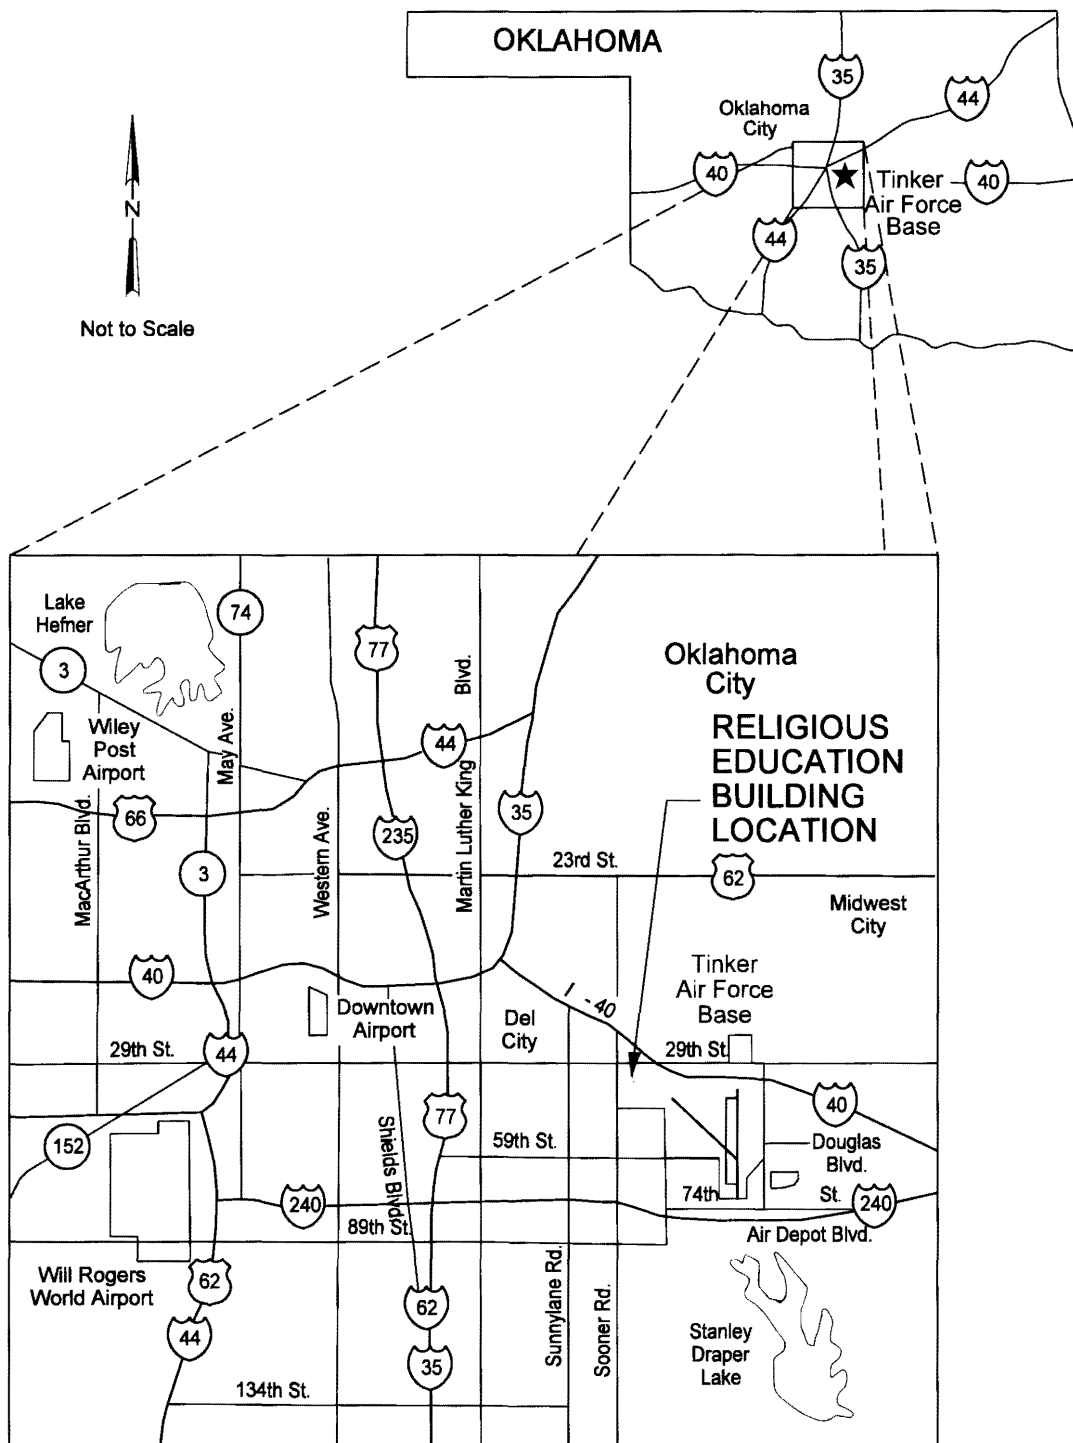 OKLAHOMA
35
44
Oklahoma
City
40
Tinker
Air Force
Base
40
44
35
N
Not to Scale
Lake
Hefner
74
3
77
Blvd.
Oklahoma
City
Wiley
Post
Airport
May Ave.
44
RELIGIOUS
EDUCATION
BUILDING
LOCATION
MacArthur Blvd.
66
Western Ave.
235
Martin Luther King
35
23rd St.
62
3
Midwest
City
40
Tinker
Air Force
Base
I - 40
Downtown
Airport
Del
City
29th St.
44
29th St.
40
77
Shields Blvd.
59th St.
Douglas
Blvd.
152
74th St.
240
240
89th St.
Air Depot Blvd.
Will Rogers
World Airport
62
44
62
35
Sunnylane Rd.
Sooner Rd.
Stanley
Draper
Lake
134th St.